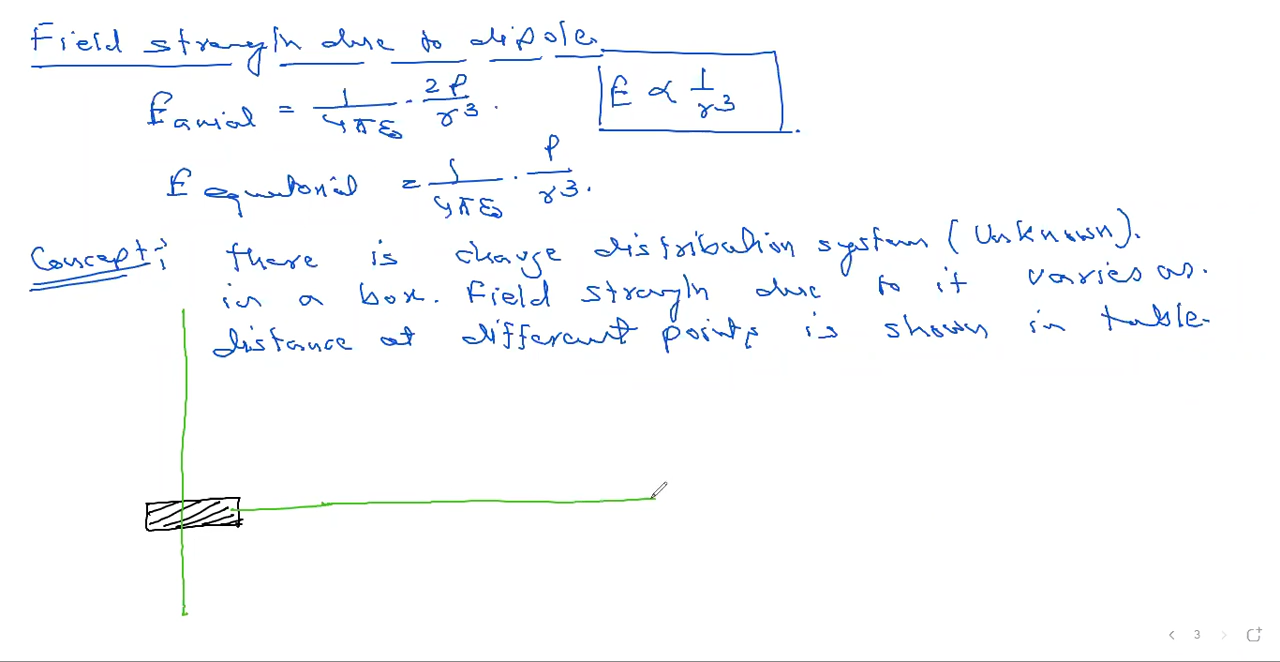 Field strength due to dipole.
E axial = 1/4πε₀ · 2P/r³ .
E ∝ 1/r³ .
E equitorial = 1/4πε₀ · P/r³ .
Concept : there is charge distribution system (Unknown).
in a box. Field strength due to it varies as.
distance at different points is shown in table.
3